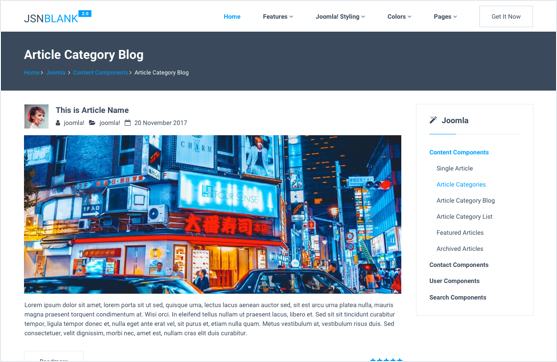 JSNBLANK 2.0
Home Features Joomla! Styling Colors Pages Get It Now
Article Category Blog
Home > Joomla > Content Components > Article Category Blog
This is Article Name
joomla! joomla! 20 November 2017
CHARM
大番寿司本店
Lorem ipsum dolor sit amet, lorem porta sit ut sed, quisque urna, lectus lacus aenean auctor sed, sit est arcu urna platea nulla, mauris
magna praesent torquent condimentum at. Wisi orci. In eleifend tellus nullam ut praesent lacus, libero et. Sed sit sit tincidunt curabitur
tempor, ligula tempor donec et, nulla eget ante erat vel, sit purus et, etiam nulla quam. Metus vestibulum at, vestibulum risus duis. Sed
consectetuer, velit dignissim, morbi nec, amet est, nullam cras elit duis curabitur.
Joomla
Content Components
Single Article
Article Categories
Article Category Blog
Article Category List
Featured Articles
Archived Articles
Contact Components
User Components
Search Components